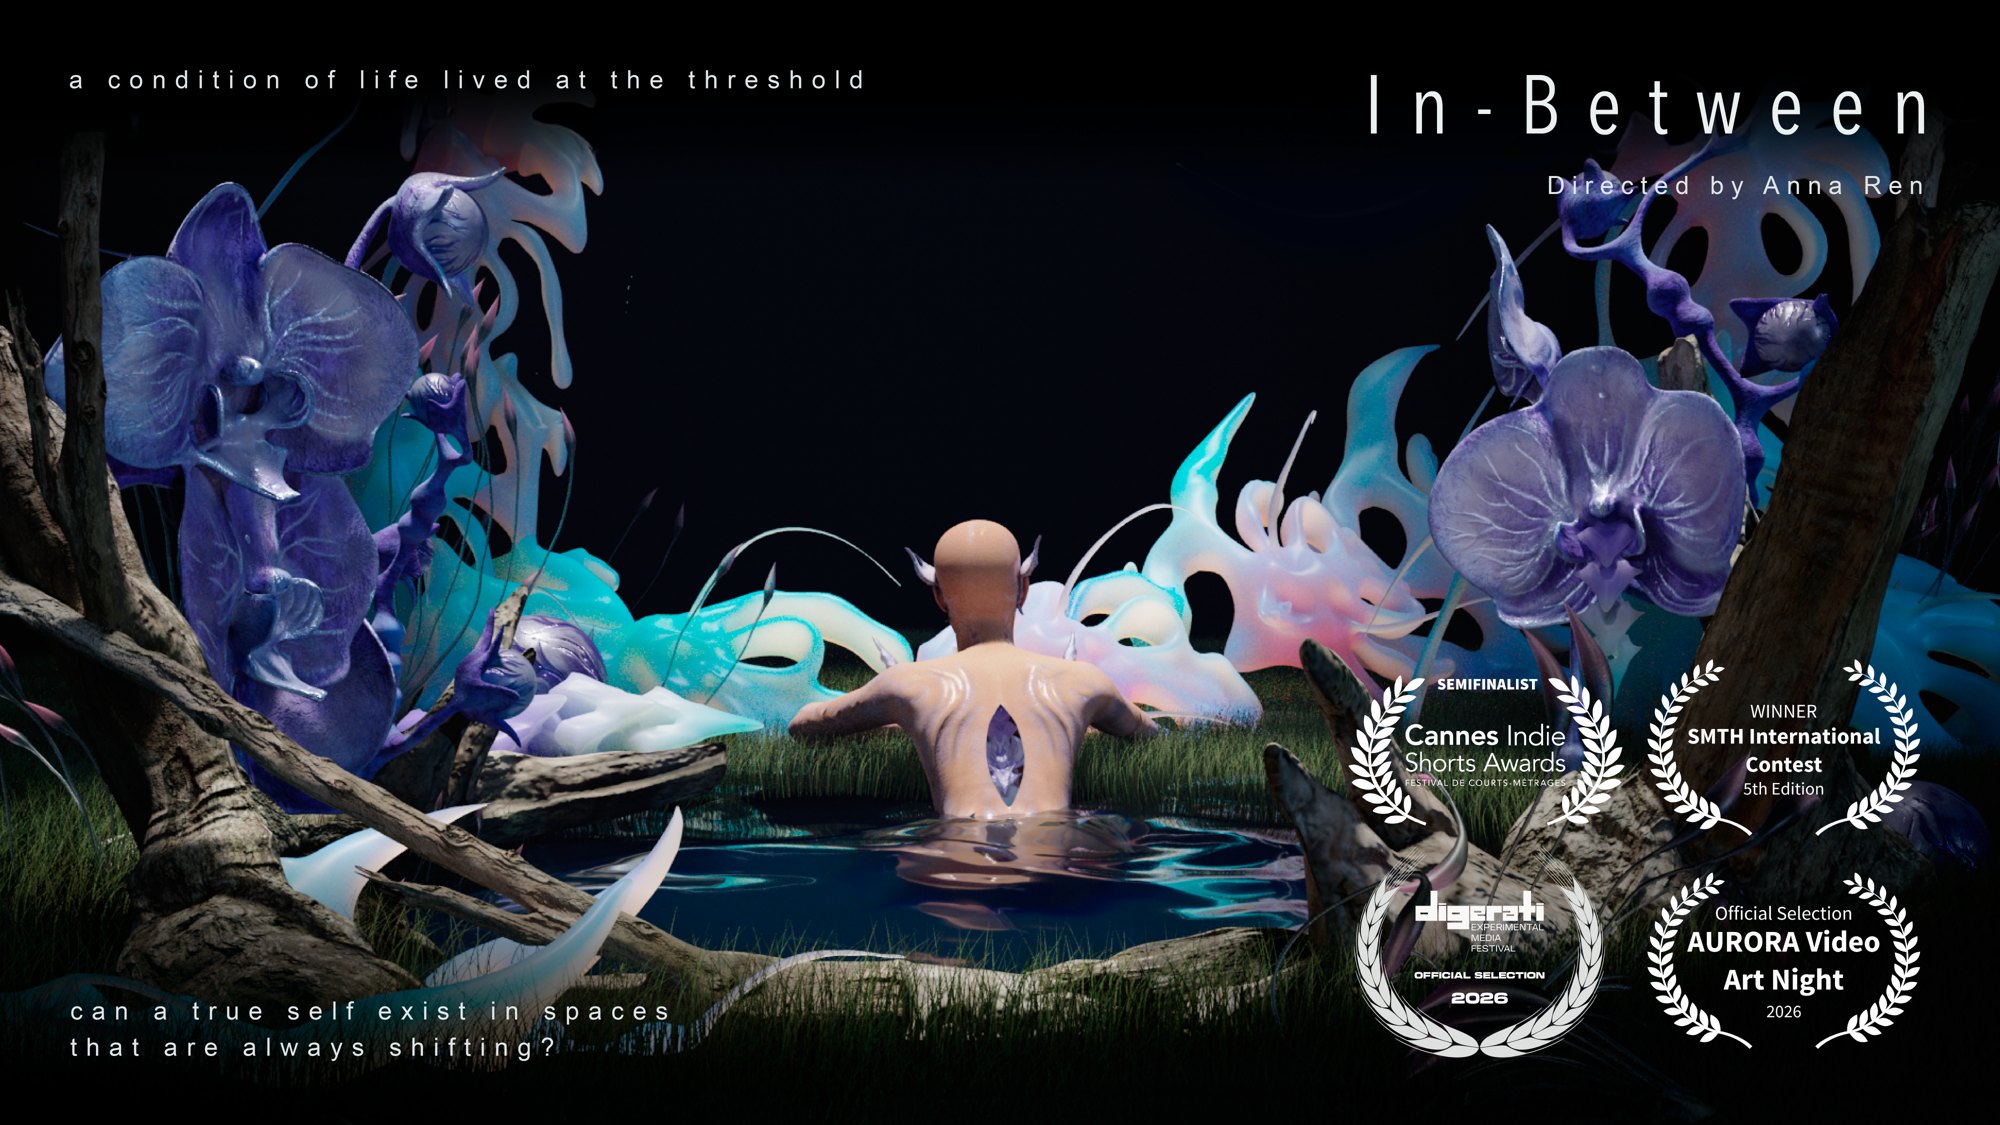 a condition of life lived at the threshold
In-Between
Directed by Anna Ren
SEMIFINALIST
Cannes Indie
Shorts Awards
FESTIVAL DE COURTS-MÉTRAGES
WINNER
SMTH International
Contest
5th Edition
digerati
EXPERIMENTAL
MEDIA
FESTIVAL
OFFICIAL SELECTION
2026
Official Selection
AURORA Video
Art Night
2026
can a true self exist in spaces
that are always shifting?